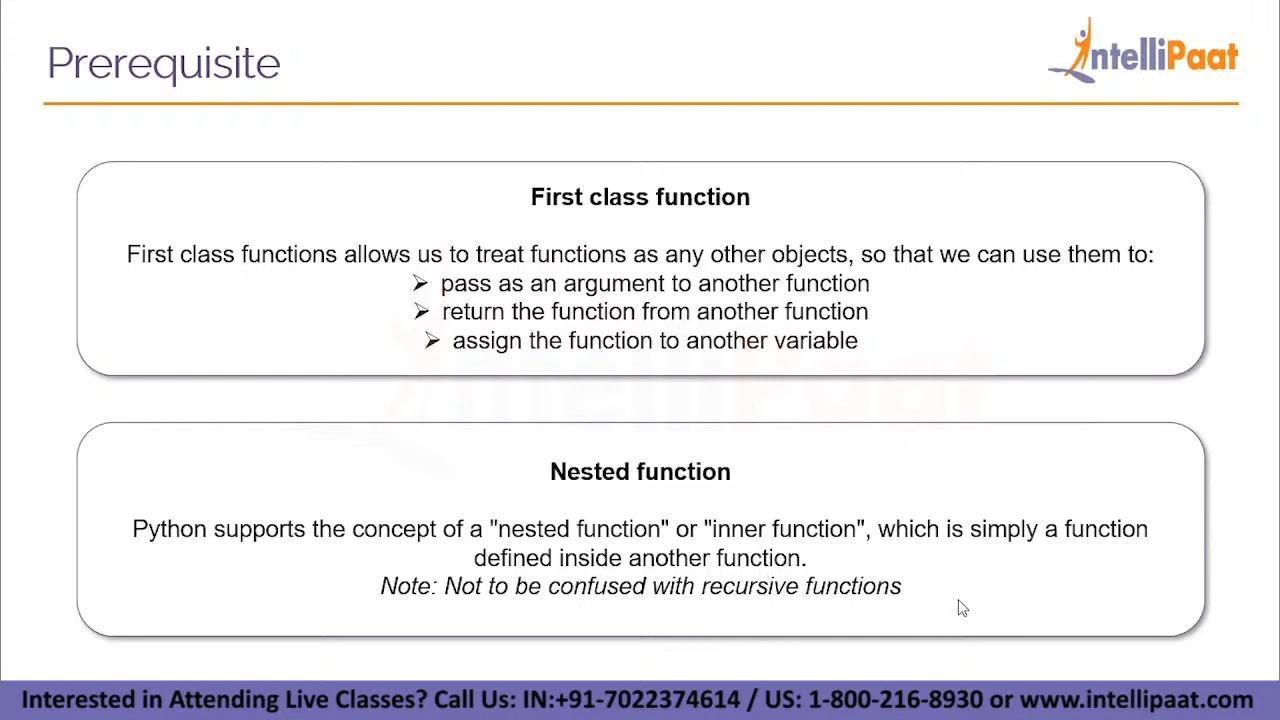 Prerequisite
IntelliPaat
First class function
First class functions allows us to treat functions as any other objects, so that we can use them to:
➢ pass as an argument to another function
➢ return the function from another function
➢ assign the function to another variable
Nested function
Python supports the concept of a "nested function" or "inner function", which is simply a function
defined inside another function.
Note: Not to be confused with recursive functions
Interested in Attending Live Classes? Call Us: IN:+91-7022374614 / US: 1-800-216-8930 or www.intellipaat.com